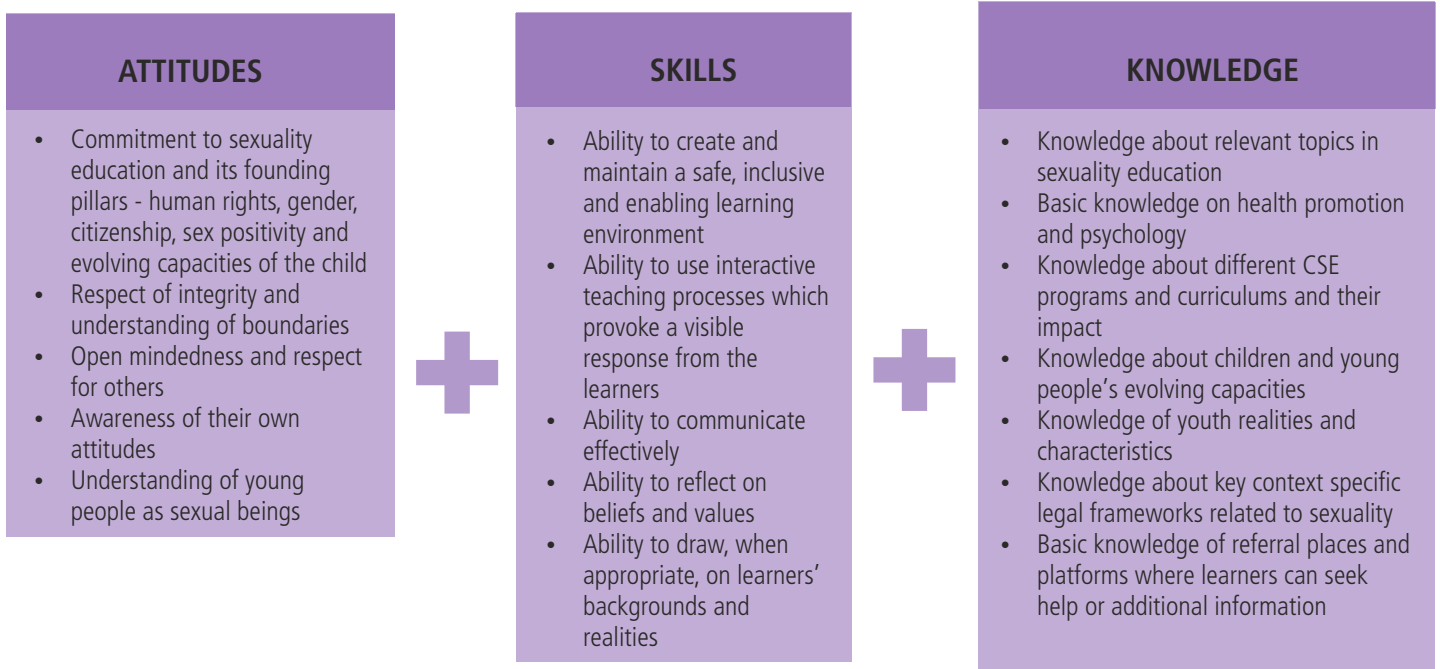 ATTITUDES
• Commitment to sexuality
education and its founding
pillars - human rights, gender,
citizenship, sex positivity and
evolving capacities of the child
• Respect of integrity and
understanding of boundaries
• Open mindedness and respect
for others
• Awareness of their own
attitudes
• Understanding of young
people as sexual beings
SKILLS
• Ability to create and
maintain a safe, inclusive
and enabling learning
environment
• Ability to use interactive
teaching processes which
provoke a visible
response from the
learners
• Ability to communicate
effectively
• Ability to reflect on
beliefs and values
• Ability to draw, when
appropriate, on learners’
backgrounds and
realities
KNOWLEDGE
• Knowledge about relevant topics in
sexuality education
• Basic knowledge on health promotion
and psychology
• Knowledge about different CSE
programs and curriculums and their
impact
• Knowledge about children and young
people’s evolving capacities
• Knowledge of youth realities and
characteristics
• Knowledge about key context specific
legal frameworks related to sexuality
• Basic knowledge of referral places and
platforms where learners can seek
help or additional information